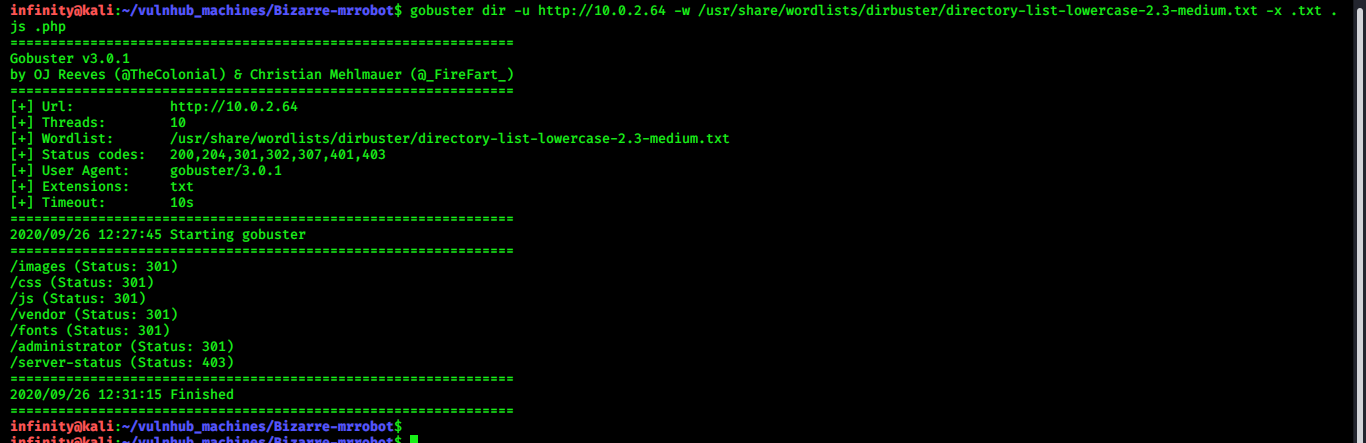 infinity@kali:~/vulnhub_machines/Bizarre-mrrobot$ gobuster dir -u http://10.0.2.64 -w /usr/share/wordlists/dirbuster/directory-list-lowercase-2.3-medium.txt -x .txt .
js .php
===============================================================
Gobuster v3.0.1
by OJ Reeves (@TheColonial) & Christian Mehlmauer (@_FireFart_)
===============================================================
[+] Url:            http://10.0.2.64
[+] Threads:        10
[+] Wordlist:       /usr/share/wordlists/dirbuster/directory-list-lowercase-2.3-medium.txt
[+] Status codes:   200,204,301,302,307,401,403
[+] User Agent:     gobuster/3.0.1
[+] Extensions:     txt
[+] Timeout:        10s
===============================================================
2020/09/26 12:27:45 Starting gobuster
===============================================================
/images (Status: 301)
/css (Status: 301)
/js (Status: 301)
/vendor (Status: 301)
/fonts (Status: 301)
/administrator (Status: 301)
/server-status (Status: 403)
===============================================================
2020/09/26 12:31:15 Finished
===============================================================
infinity@kali:~/vulnhub_machines/Bizarre-mrrobot$
infinity@kali:~/vulnhub_machines/Bizarre-mrrobot$